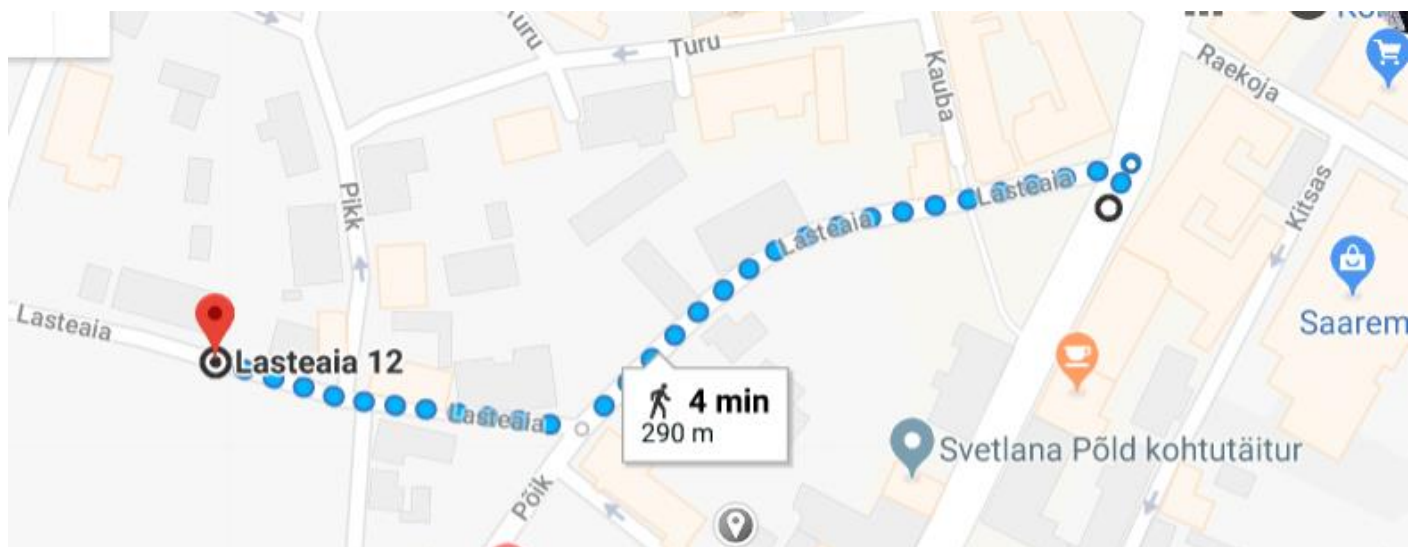 Turu
Turu
Kauba
Raekoja
Kitsas
Pikk
Lasteaia
Lasteaia
Lasteaia
Lasteaia 12
Lasteaia
4 min
290 m
Saarem
Svetlana Põld kohtutäitur
Põik